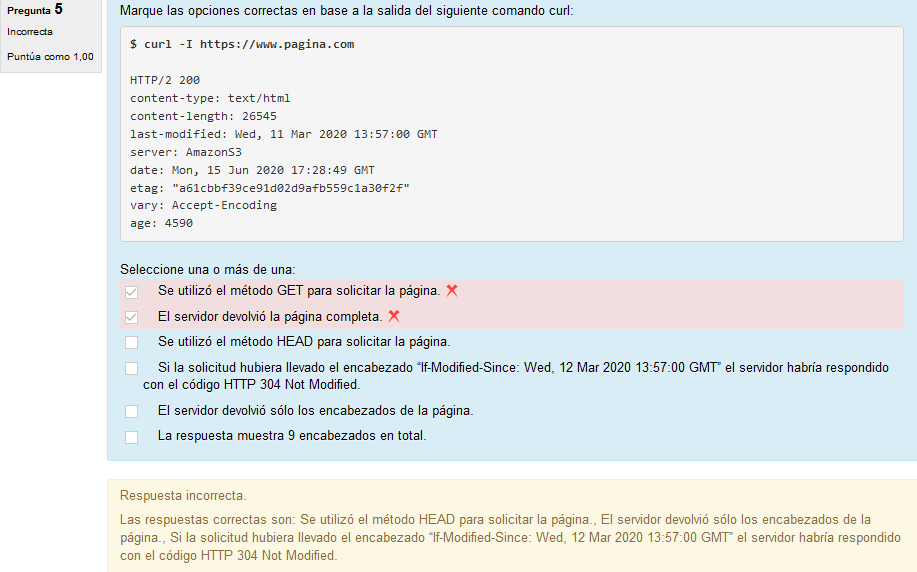 Pregunta 5
Incorrecta
Puntúa como 1,00
Marque las opciones correctas en base a la salida del siguiente comando curl:
$ curl -I https://www.pagina.com
HTTP/2 200
content-type: text/html
content-length: 26545
last-modified: Wed, 11 Mar 2020 13:57:00 GMT
server: AmazonS3
date: Mon, 15 Jun 2020 17:28:49 GMT
etag: "a61cbbf39ce91d02d9afb559c1a30f2f"
vary: Accept-Encoding
age: 4590
Seleccione una o más de una:
Se utilizó el método GET para solicitar la página.
El servidor devolvió la página completa.
Se utilizó el método HEAD para solicitar la página.
Si la solicitud hubiera llevado el encabezado “If-Modified-Since: Wed, 12 Mar 2020 13:57:00 GMT” el servidor habría respondido
con el código HTTP 304 Not Modified.
El servidor devolvió sólo los encabezados de la página.
La respuesta muestra 9 encabezados en total.
Respuesta incorrecta.
Las respuestas correctas son: Se utilizó el método HEAD para solicitar la página., El servidor devolvió sólo los encabezados de la
página., Si la solicitud hubiera llevado el encabezado “If-Modified-Since: Wed, 12 Mar 2020 13:57:00 GMT” el servidor habría respondido
con el código HTTP 304 Not Modified.